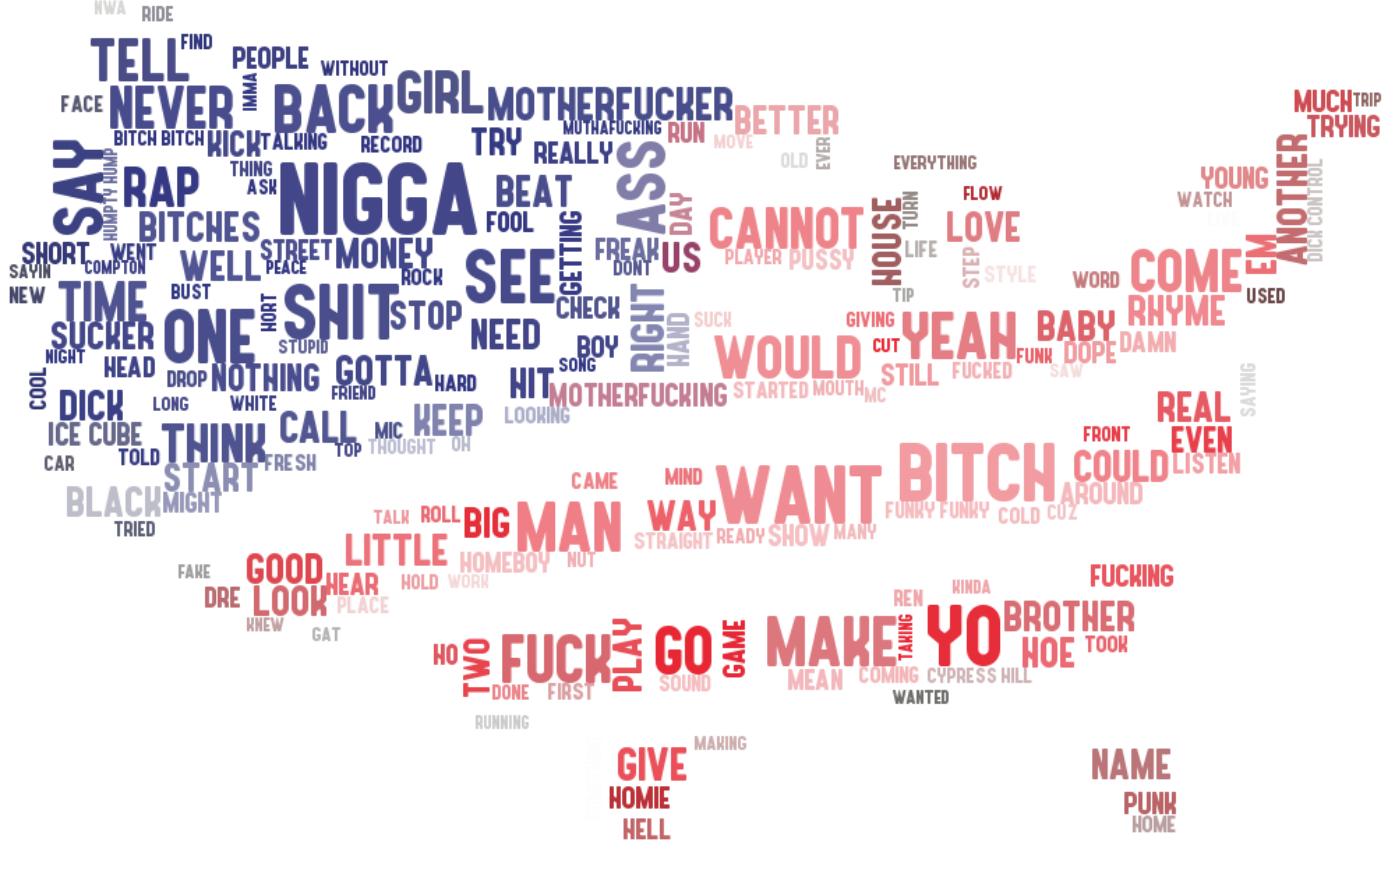 NWA
RIDE
TELL
FIND
PEOPLE
WITHOUT
IMMA
GIRL
FACE
NEVER
BACK
MOTHERFUCKER
MUCH
TRIP
BETTER
TRYING
BITCH BITCH
KICK
TALKING
RECORD
TRY
MUTHAFUCKING
RUN
MOVE
REALLY
OLD
EVER
EVERYTHING
ANOTHER
SAY
HUMPTY HUMP
THING
ASK
RAP
NIGGA
BEAT
ASS
DAY
FLOW
YOUNG
WATCH
DICK CONTROL
BITCHES
FOOL
GETTING
CANNOT
HOUSE
TURN
LOVE
SHORT
WENT
STREET
MONEY
FREAK
US
PLAYER
PUSSY
LIFE
STEP
STYLE
EM
SAYIN
COMPTON
WELL
PEACE
ROCK
SEE
DONT
WORD
COME
NEW
TIME
BUST
HORT
SHIT
STOP
CHECK
RIGHT
HAND
TIP
USED
RHYME
SUCKER
ONE
STUPID
NEED
BOY
SUCK
GIVING
YEAH
BABY
NIGHT
HEAD
DROP
NOTHING
GOTTA
HARD
SONG
WOULD
CUT
FUNK
DOPE
DAMN
COOL
FRIEND
HIT
MOTHERFUCKING
STARTED
MOUTH
MC
STILL
FUCKED
SAW
SAYING
DICK
LONG
WHITE
KEEP
LOOKING
REAL
ICE CUBE
THINK
CALL
MIC
OH
FRONT
EVEN
CAR
TOLD
TOP
THOUGHT
START
FRESH
BITCH
COULD
LISTEN
BLACK
MIGHT
CAME
MIND
WANT
AROUND
TRIED
TALK
ROLL
BIG
MAN
WAY
FUNKY FUNKY
COLD
CUZ
LITTLE
STRAIGHT
READY
SHOW
MANY
FAKE
GOOD
HEAR
HOLD
WORK
HOMEBOY
NUT
FUCKING
DRE
LOOK
PLACE
REN
KINDA
KNEW
GAT
HO
TWO
FUCK
PLAY
GO
GAME
MAKE
TAKING
YO
BROTHER
HOE
TOOK
DONE
FIRST
SOUND
MEAN
COMING
CYPRESS HILL
WANTED
RUNNING
MAKING
GIVE
NAME
HOMIE
PUNK
HELL
HOME